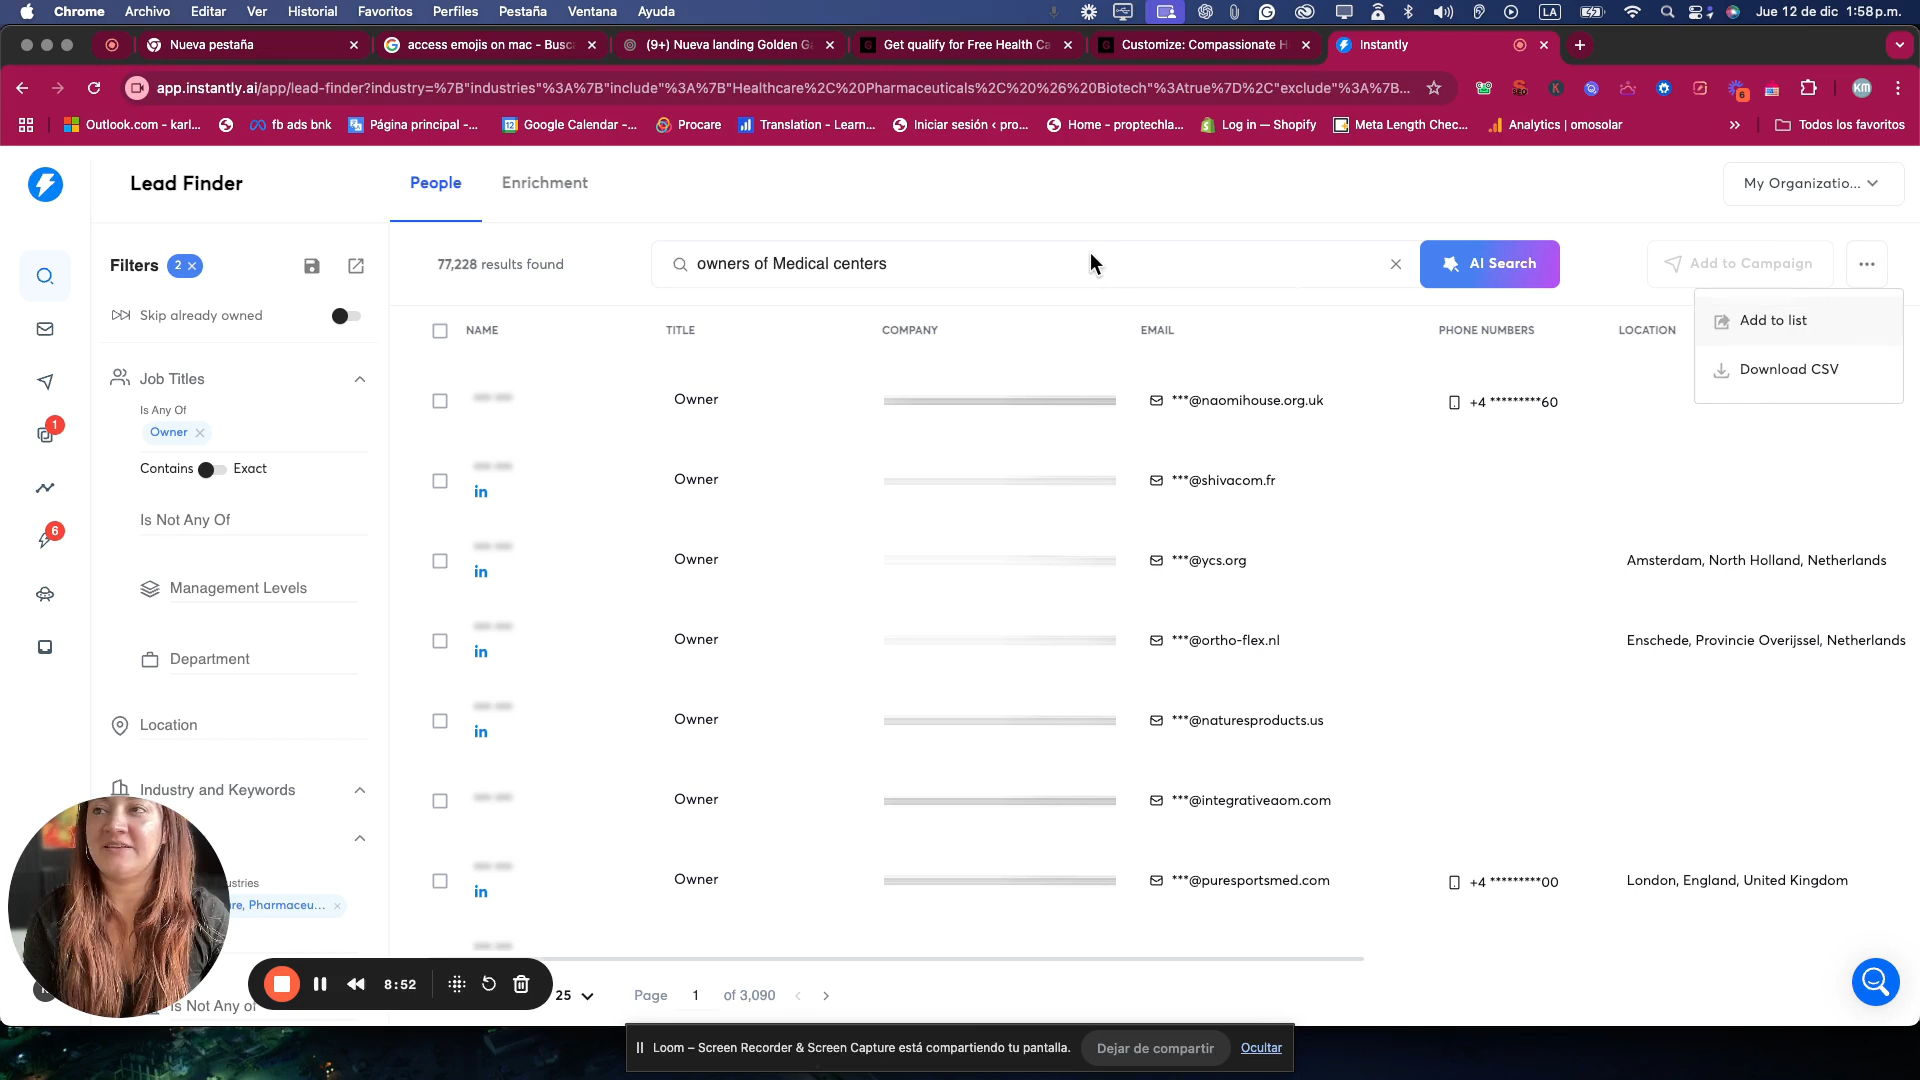 Chrome Archivo Editar Ver Historial Favoritos Perfiles Pestaña Ventana Ayuda LA Jue 12 de dic 1:58 p.m.
Nueva pestaña
access emojis on mac - Busc
(9+) Nueva landing Golden G
Get qualify for Free Health Ca
Customize: Compassionate H
Instantly
app.instantly.ai/app/lead-finder?industry=%7B"industries"%3A%7B"include"%3A%7B"Healthcare%2C%20Pharmaceuticals%2C%20%26%20Biotech"%3Atrue%7D%2C"exclude"%3A%7B...
6
KM
Outlook.com - karl...
fb ads bnk
Página principal -...
Google Calendar -...
Procare
Translation - Learn...
Iniciar sesión ‹ pro...
Home - proptechla...
Log in — Shopify
Meta Length Chec...
Analytics | omosolar
Todos los favoritos
Lead Finder
People
Enrichment
My Organizatio...
Filters 2
77,228 results found
owners of Medical centers
AI Search
Add to Campaign
Add to list
Download CSV
Skip already owned
Job Titles
Is Any Of
Owner
Contains Exact
Is Not Any Of
Management Levels
Department
Location
Industry and Keywords
ustries
re, Pharmaceu...
Is Not Any of
1
6
NAME TITLE COMPANY EMAIL PHONE NUMBERS LOCATION
Owner ***@naomihouse.org.uk +4 *********60
in Owner ***@shivacom.fr
in Owner ***@ycs.org Amsterdam, North Holland, Netherlands
in Owner ***@ortho-flex.nl Enschede, Provincie Overijssel, Netherlands
in Owner ***@naturesproducts.us
Owner ***@integrativeaom.com
in Owner ***@puresportsmed.com +4 *********00 London, England, United Kingdom
8:52
25 Page 1 of 3,090
Loom – Screen Recorder & Screen Capture está compartiendo tu pantalla.
Dejar de compartir
Ocultar